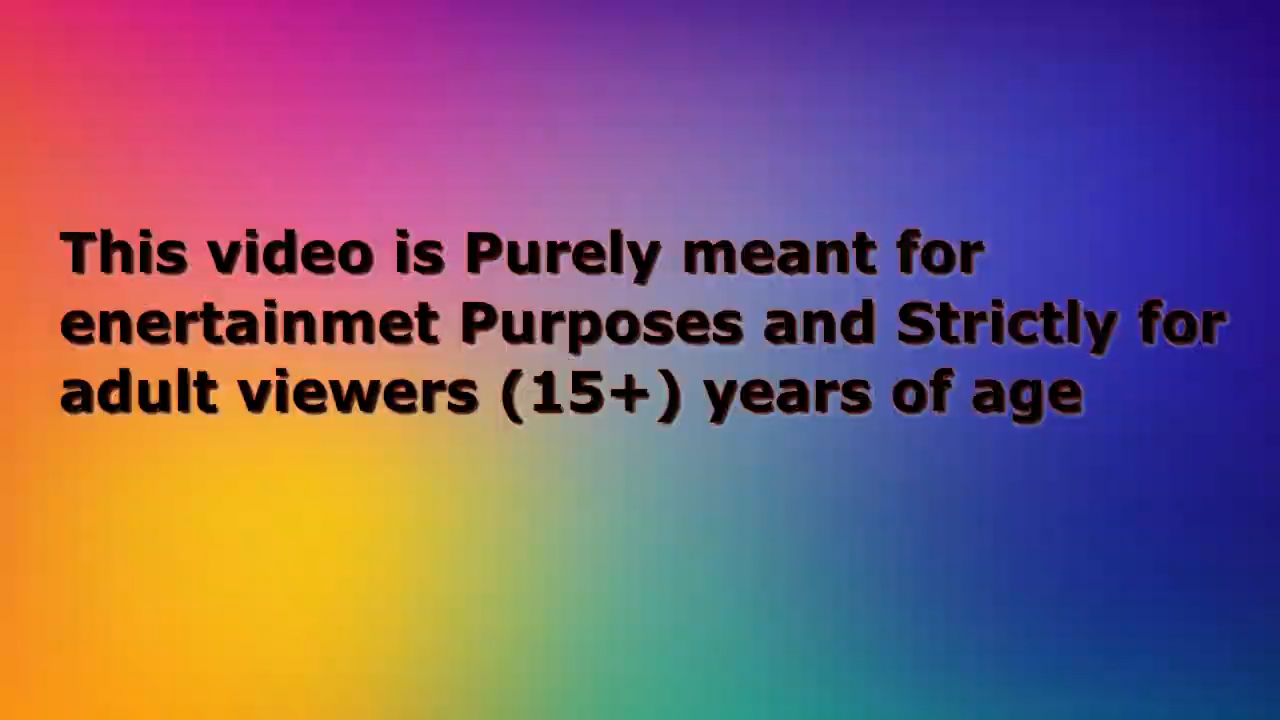 This video is Purely meant for
enertainmet Purposes and Strictly for
adult viewers (15+) years of age